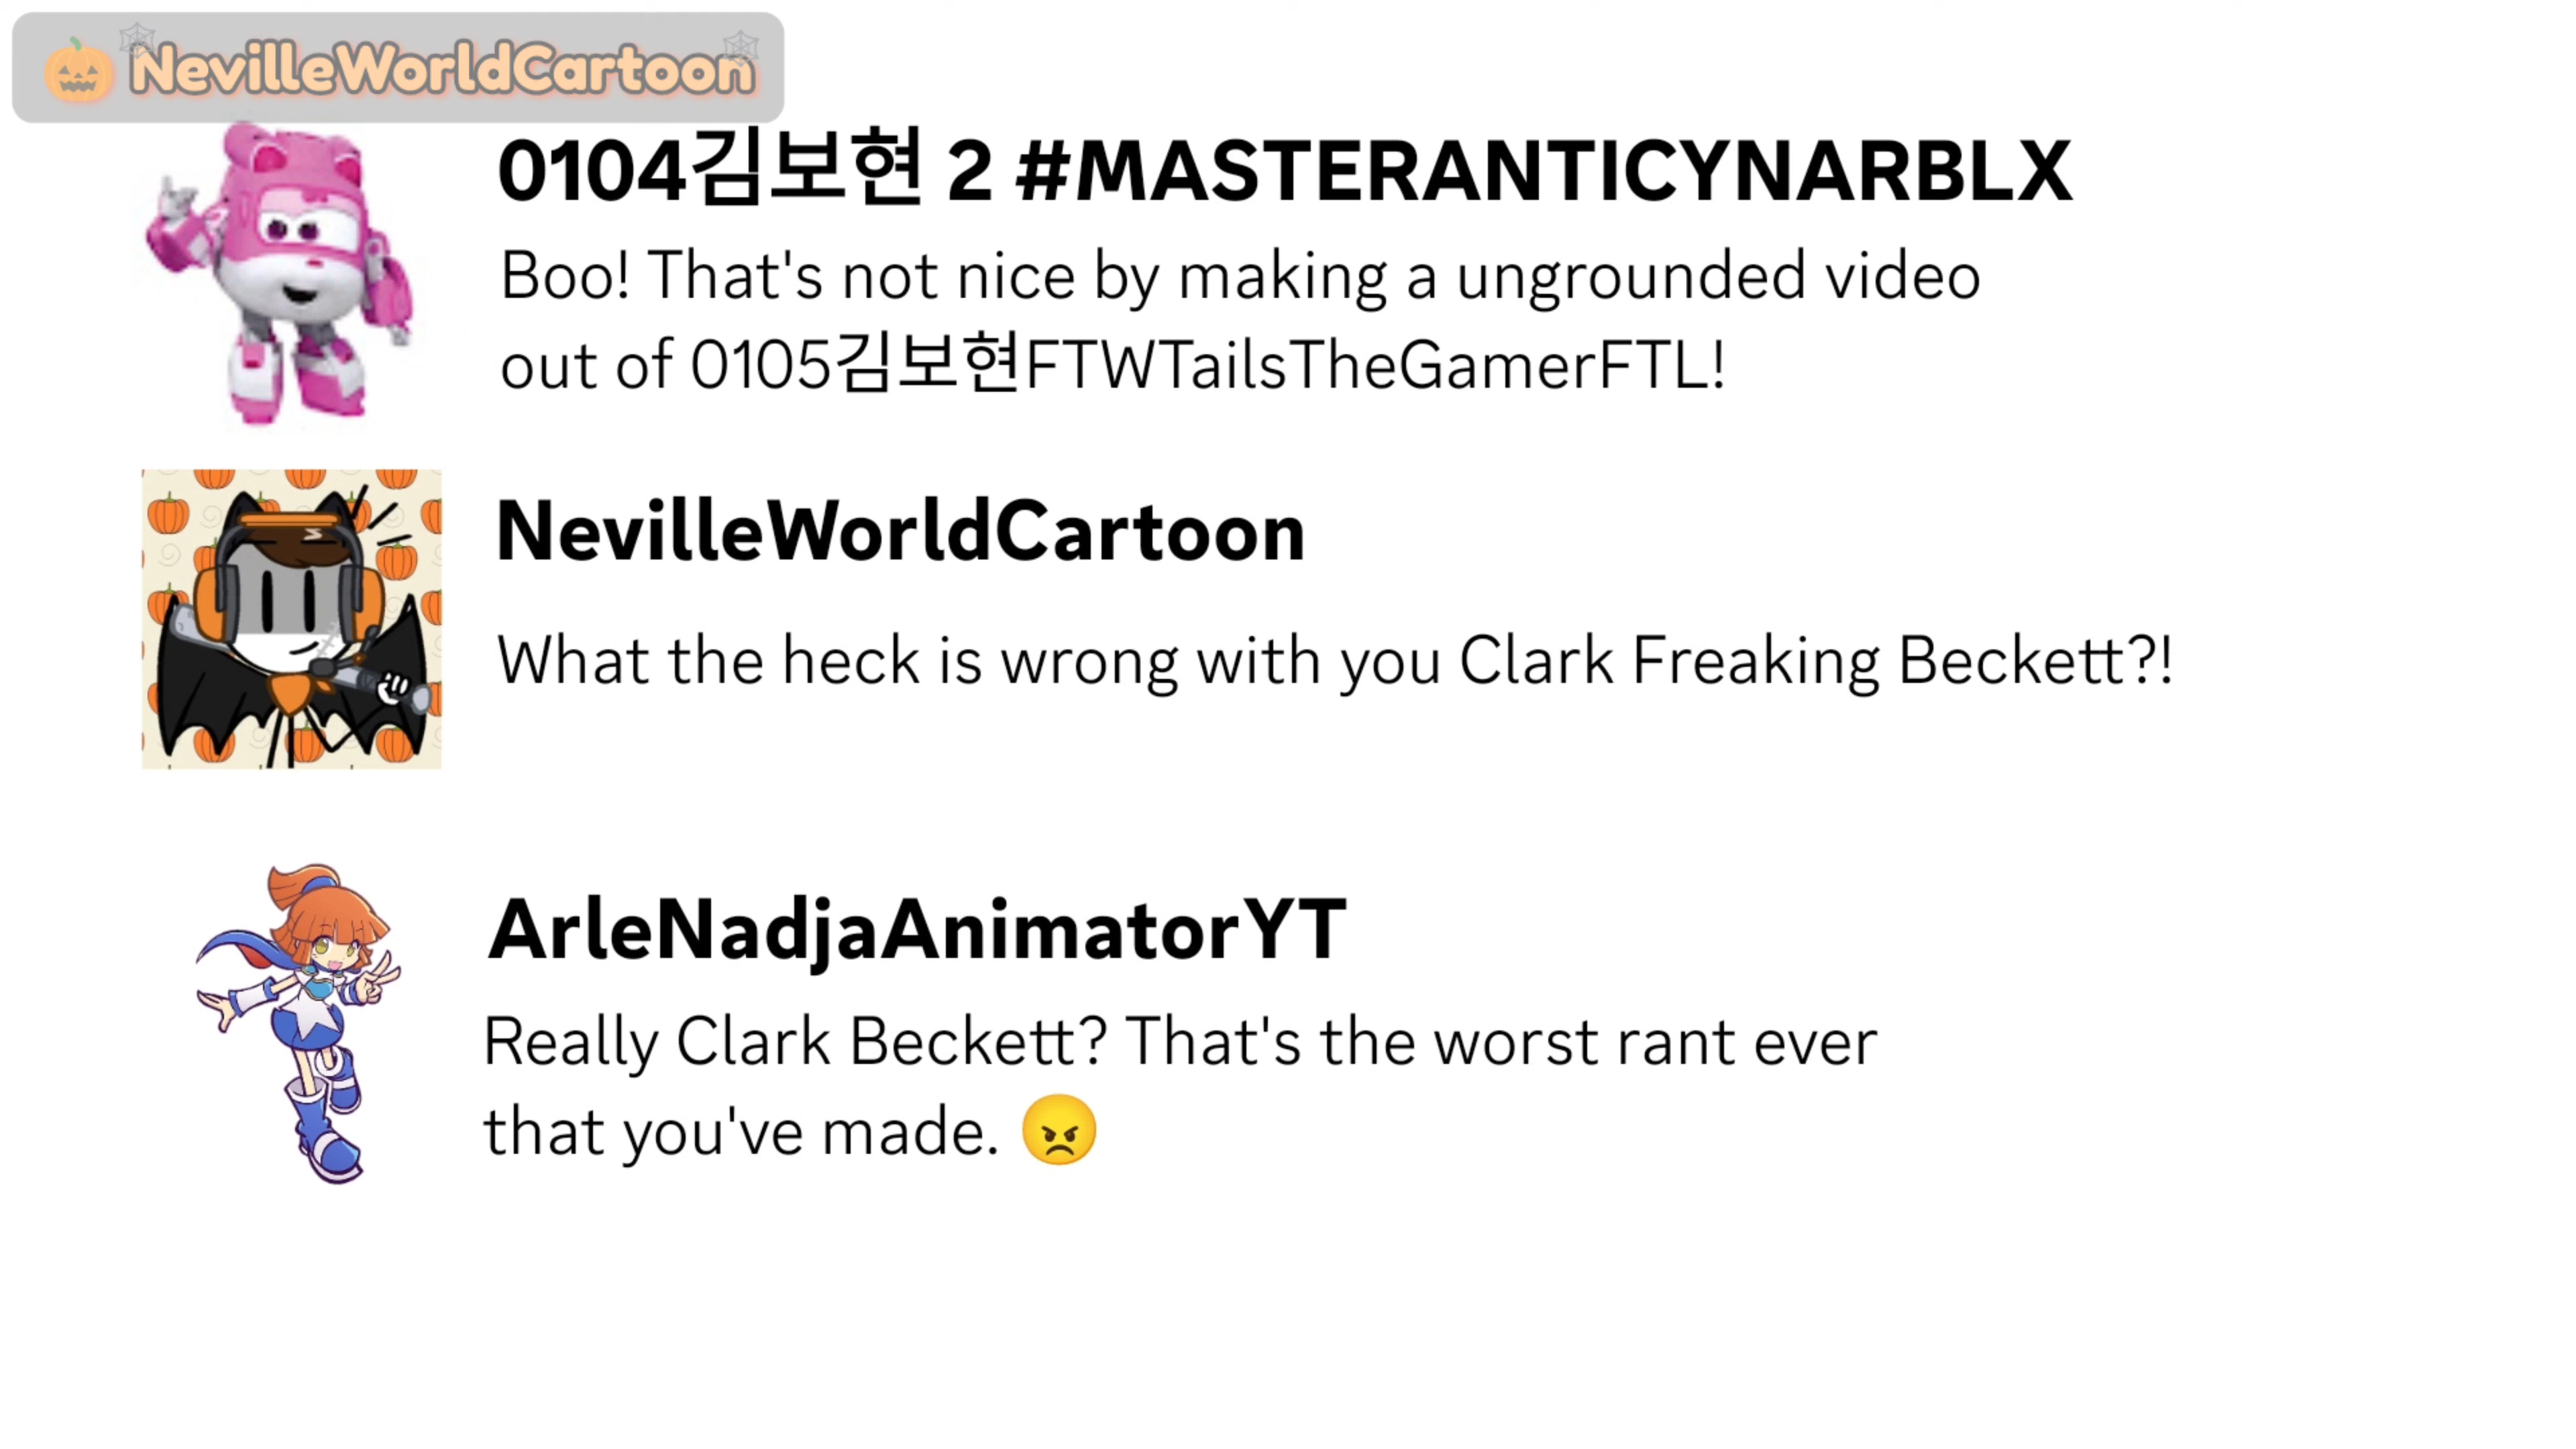 NevilleWorldCartoon
0104김보현 2 #MASTERANTICYNARBLX
Boo! That's not nice by making a ungrounded video
out of 0105김보현FTWTailsTheGamerFTL!
NevilleWorldCartoon
What the heck is wrong with you Clark Freaking Beckett?!
ArleNadjaAnimatorYT
Really Clark Beckett? That's the worst rant ever
that you've made. 😠